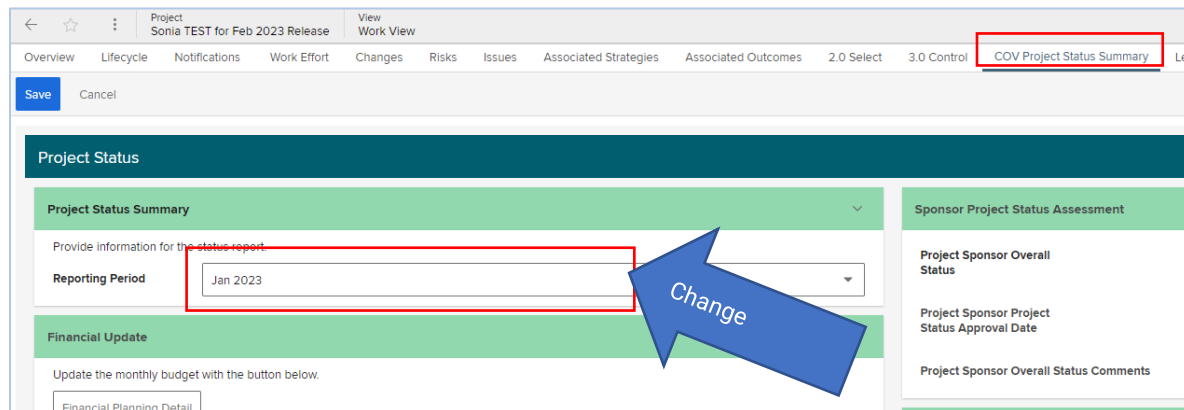 Project
Sonia TEST for Feb 2023 Release
View
Work View
Overview Lifecycle Notifications Work Effort Changes Risks Issues Associated Strategies Associated Outcomes 2.0 Select 3.0 Control COV Project Status Summary Le
Save Cancel
Project Status
Project Status Summary
Provide information for the status report.
Reporting Period Jan 2023
Change
Financial Update
Update the monthly budget with the button below.
Financial Planning Detail
Sponsor Project Status Assessment
Project Sponsor Overall
Status
Project Sponsor Project
Status Approval Date
Project Sponsor Overall Status Comments